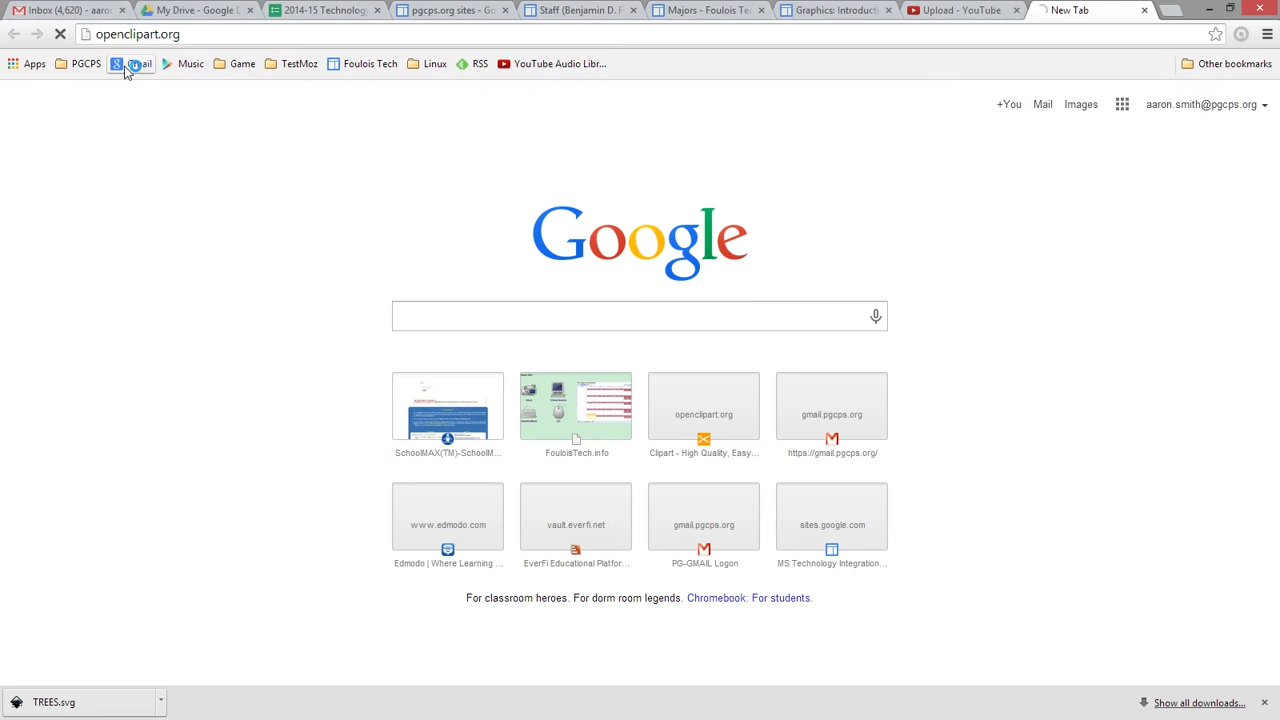 Inbox (4,620) - aaron My Drive - Google D 2014-15 Technology pgcps.org sites - Go Staff (Benjamin D. F Majors - Foulois Tec Graphics: Introduct Upload - YouTube New Tab
openclipart.org
Apps PGCPS Gmail Music Game TestMoz Foulois Tech Linux RSS YouTube Audio Libr... Other bookmarks
+You Mail Images aaron.smith@pgcps.org
Google
openclipart.org gmail.pgcps.org
SchoolMAX(TM)-SchoolM... FouloisTech.info Clipart - High Quality, Easy... https://gmail.pgcps.org/
www.edmodo.com vault.everfi.net gmail.pgcps.org sites.google.com
Edmodo | Where Learning ... EverFi Educational Platfor... PG-GMAIL Logon MS Technology Integration...
For classroom heroes. For dorm room legends. Chromebook: For students.
TREES.svg Show all downloads...